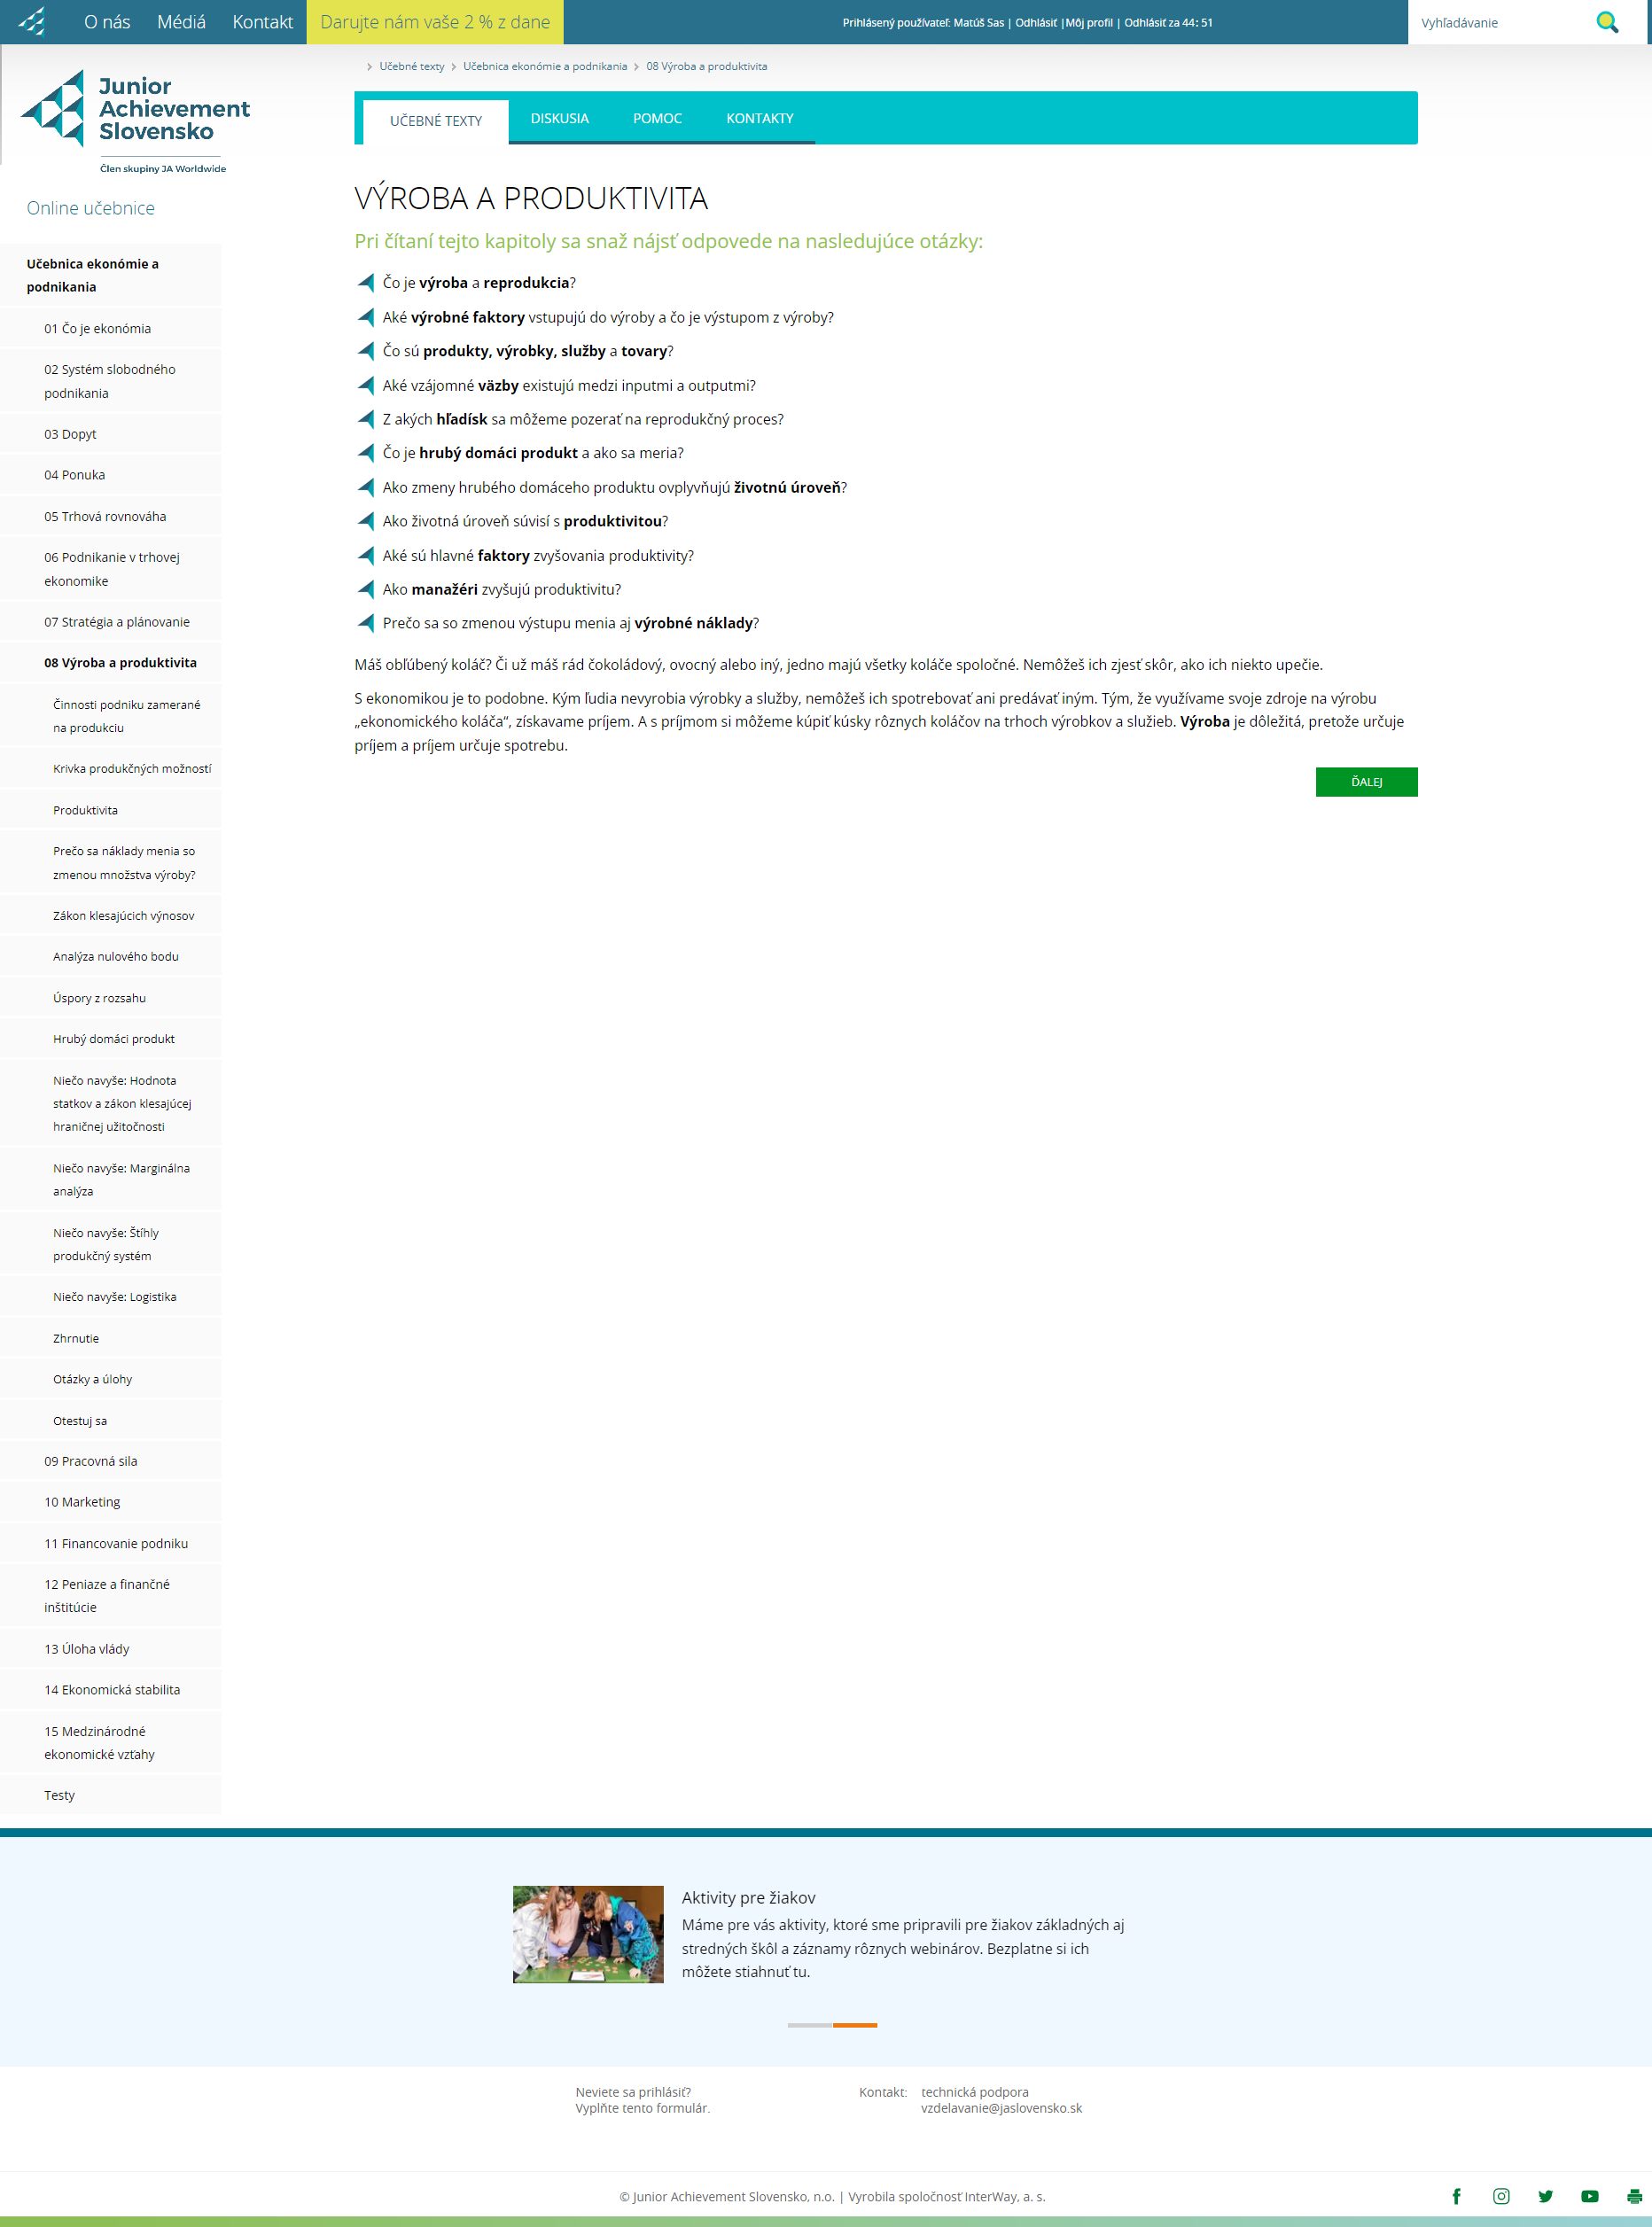 O nás Médiá Kontakt Darujte nám vaše 2 % z dane
Prihlásený používateľ: Matúš Sas | Odhlásiť |Môj profil | Odhlásiť za 44: 51
Vyhľadávanie
Junior
Achievement
Slovensko
Člen skupiny JA Worldwide
Učebné texty Učebnica ekonómie a podnikania 08 Výroba a produktivita
UČEBNÉ TEXTY DISKUSIA POMOC KONTAKTY
Online učebnice
Učebnica ekonómie a
podnikania
01 Čo je ekonómia
02 Systém slobodného
podnikania
03 Dopyt
04 Ponuka
05 Trhová rovnováha
06 Podnikanie v trhovej
ekonomike
07 Stratégia a plánovanie
08 Výroba a produktivita
Činnosti podniku zamerané
na produkciu
Krivka produkčných možností
Produktivita
Prečo sa náklady menia so
zmenou množstva výroby?
Zákon klesajúcich výnosov
Analýza nulového bodu
Úspory z rozsahu
Hrubý domáci produkt
Niečo navyše: Hodnota
statkov a zákon klesajúcej
hraničnej užitočnosti
Niečo navyše: Marginálna
analýza
Niečo navyše: Štíhly
produkčný systém
Niečo navyše: Logistika
Zhrnutie
Otázky a úlohy
Otestuj sa
09 Pracovná sila
10 Marketing
11 Financovanie podniku
12 Peniaze a finančné
inštitúcie
13 Úloha vlády
14 Ekonomická stabilita
15 Medzinárodné
ekonomické vzťahy
Testy
VÝROBA A PRODUKTIVITA
Pri čítaní tejto kapitoly sa snaž nájsť odpovede na nasledujúce otázky:
Čo je výroba a reprodukcia?
Aké výrobné faktory vstupujú do výroby a čo je výstupom z výroby?
Čo sú produkty, výrobky, služby a tovary?
Aké vzájomné väzby existujú medzi inputmi a outputmi?
Z akých hľadísk sa môžeme pozerať na reprodukčný proces?
Čo je hrubý domáci produkt a ako sa meria?
Ako zmeny hrubého domáceho produktu ovplyvňujú životnú úroveň?
Ako životná úroveň súvisí s produktivitou?
Aké sú hlavné faktory zvyšovania produktivity?
Ako manažéri zvyšujú produktivitu?
Prečo sa so zmenou výstupu menia aj výrobné náklady?
Máš obľúbený koláč? Či už máš rád čokoládový, ovocný alebo iný, jedno majú všetky koláče spoločné. Nemôžeš ich zjesť skôr, ako ich niekto upečie.
S ekonomikou je to podobne. Kým ľudia nevyrobia výrobky a služby, nemôžeš ich spotrebovať ani predávať iným. Tým, že využívame svoje zdroje na výrobu
„ekonomického koláča“, získavame príjem. A s príjmom si môžeme kúpiť kúsky rôznych koláčov na trhoch výrobkov a služieb. Výroba je dôležitá, pretože určuje
príjem a príjem určuje spotrebu.
ĎALEJ
Aktivity pre žiakov
Máme pre vás aktivity, ktoré sme pripravili pre žiakov základných aj
stredných škôl a záznamy rôznych webinárov. Bezplatne si ich
môžete stiahnuť tu.
Neviete sa prihlásiť?
Vyplňte tento formulár.
Kontakt: technická podpora
vzdelavanie@jaslovensko.sk
© Junior Achievement Slovensko, n.o. | Vyrobila spoločnosť InterWay, a. s.